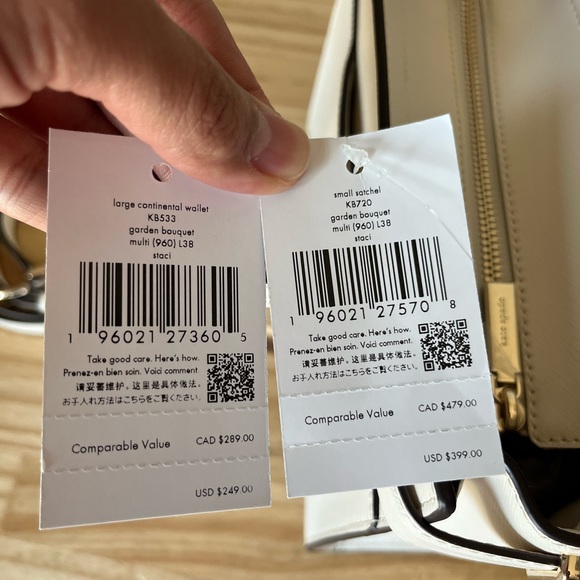 large continental wallet
KB533
garden bouquet
multi (960) L3B
staci
1 96021 27360 5
Take good care. Here's how.
Prenez-en bien soin. Voici comment.
请妥善维护。这里是具体做法。
お手入れ方法はこちらをご覧ください。
Comparable Value CAD $289.00
USD $249.00
small satchel
KB720
garden bouquet
multi (960) L3B
staci
1 96021 27570 8
Take good care. Here's how.
Prenez-en bien soin. Voici comment.
请妥善维护。这里是具体做法。
お手入れ方法はこちらをご覧ください。
Comparable Value CAD $479.00
USD $399.00
kate spade